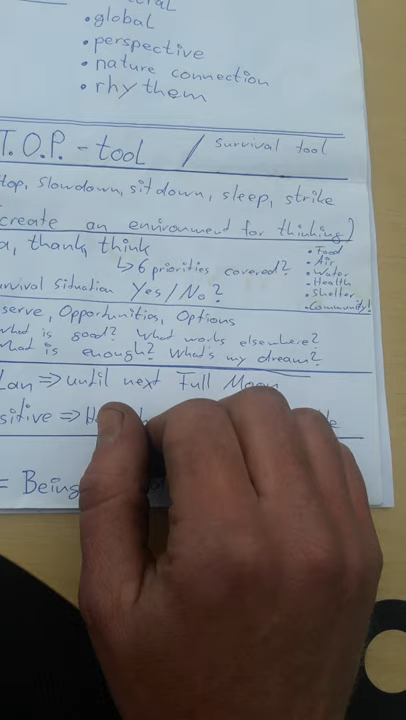 • global
• perspective
• nature connection
• rhythem
T.O.P. - tool / survival tool
top, Slowdown, sit down, sleep, strike
create an environment for thinking)
a, thank, think
↳ 6 priorities covered?
• Food
• Air
• Water
• Health
• Shelter
• Community!
urvival Situation Yes/No?
serve, Opportunities, Options
what is good? What works elsewhere?
what is enough? What's my dream?
lan ⇒ until next Full Moon
sitive ⇒
= Being